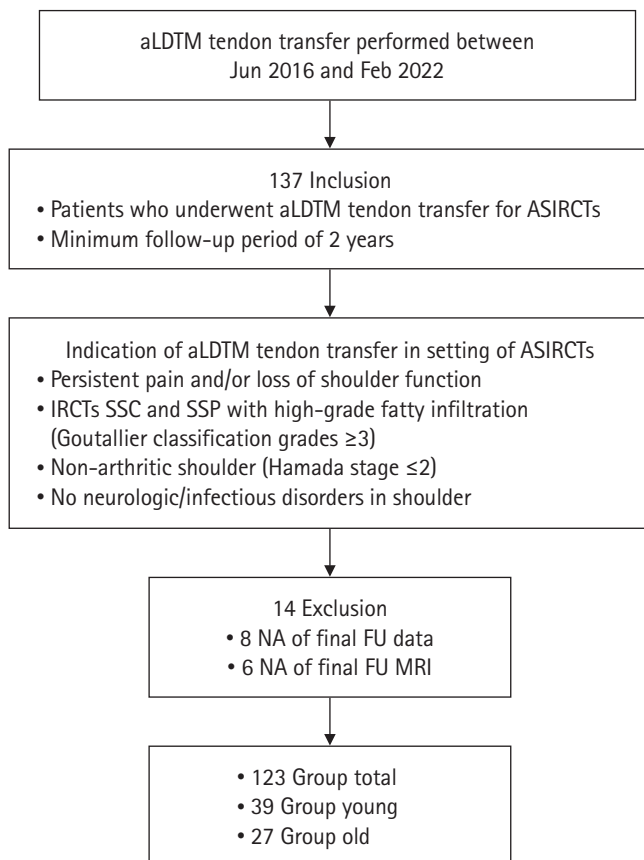 aLDTM tendon transfer performed between
Jun 2016 and Feb 2022
137 Inclusion
• Patients who underwent aLDTM tendon transfer for ASIRCTs
• Minimum follow-up period of 2 years
Indication of aLDTM tendon transfer in setting of ASIRCTs
• Persistent pain and/or loss of shoulder function
• IRCTs SSC and SSP with high-grade fatty infiltration
(Goutallier classification grades ≥3)
• Non-arthritic shoulder (Hamada stage ≤2)
• No neurologic/infectious disorders in shoulder
14 Exclusion
• 8 NA of final FU data
• 6 NA of final FU MRI
• 123 Group total
• 39 Group young
• 27 Group old